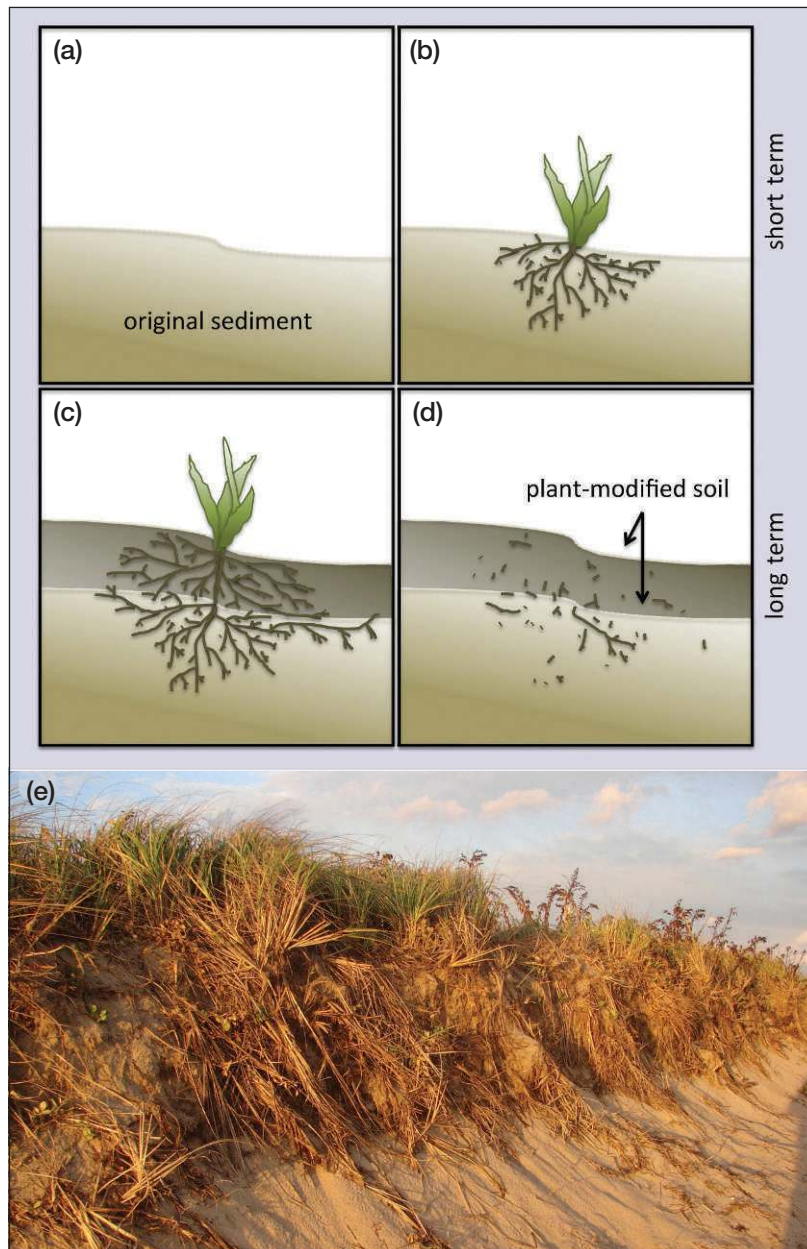 (a)
(b)
original sediment
short term
(c)
(d)
plant-modified soil
long term
(e)